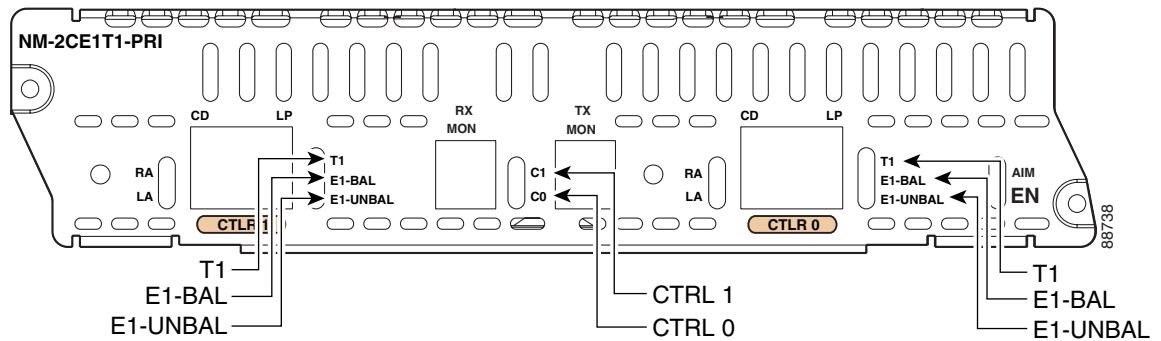 NM-2CE1T1-PRI
CD LP
RX
MON
TX
MON
CD LP
RA
LA
T1
E1-BAL
E1-UNBAL
C1
C0
RA
LA
T1
E1-BAL
E1-UNBAL
AIM
EN
CTLR 1
CTLR 0
88738
T1
E1-BAL
E1-UNBAL
CTRL 1
CTRL 0
T1
E1-BAL
E1-UNBAL